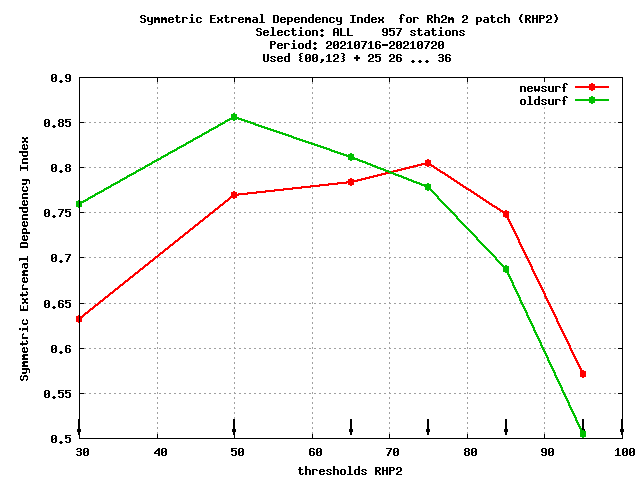 Symmetric Extremal Dependency Index  for Rh2m 2 patch (RHP2)
Selection: ALL    957 stations
Period: 20210716-20210720
Used {00,12} + 25 26 ... 36
newsurf
oldsurf
0.9
0.85
0.8
0.75
0.7
0.65
0.6
0.55
0.5
Symmetric Extremal Dependency Index
30 40 50 60 70 80 90 100
thresholds RHP2